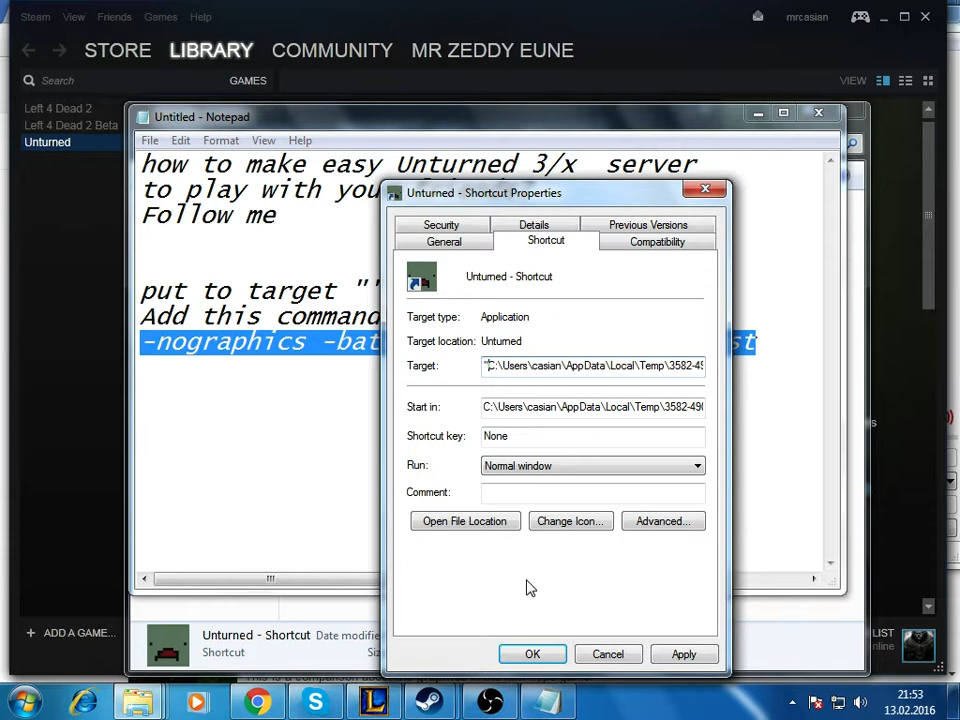 Steam View Friends Games Help
mrcasian
STORE LIBRARY COMMUNITY MR ZEDDY EUNE
Search GAMES
VIEW
Left 4 Dead 2
Left 4 Dead 2 Beta
Unturned
Untitled - Notepad
File Edit Format View Help
how to make easy Unturned 3/x server
to play with you
Follow me
put to target "
Add this command
-nographics -bat
st
Unturned - Shortcut Properties
Security Details Previous Versions
General Shortcut Compatibility
Unturned - Shortcut
Target type: Application
Target location: Unturned
Target: "C:\Users\casian\AppData\Local\Temp\3582-49
Start in: C:\Users\casian\AppData\Local\Temp\3582-490
Shortcut key: None
Run: Normal window
Comment:
Open File Location Change Icon... Advanced...
OK Cancel Apply
Unturned - Shortcut Date modifie
Shortcut Siz
+ ADD A GAME...
LIST
nline
21:53
13.02.2016